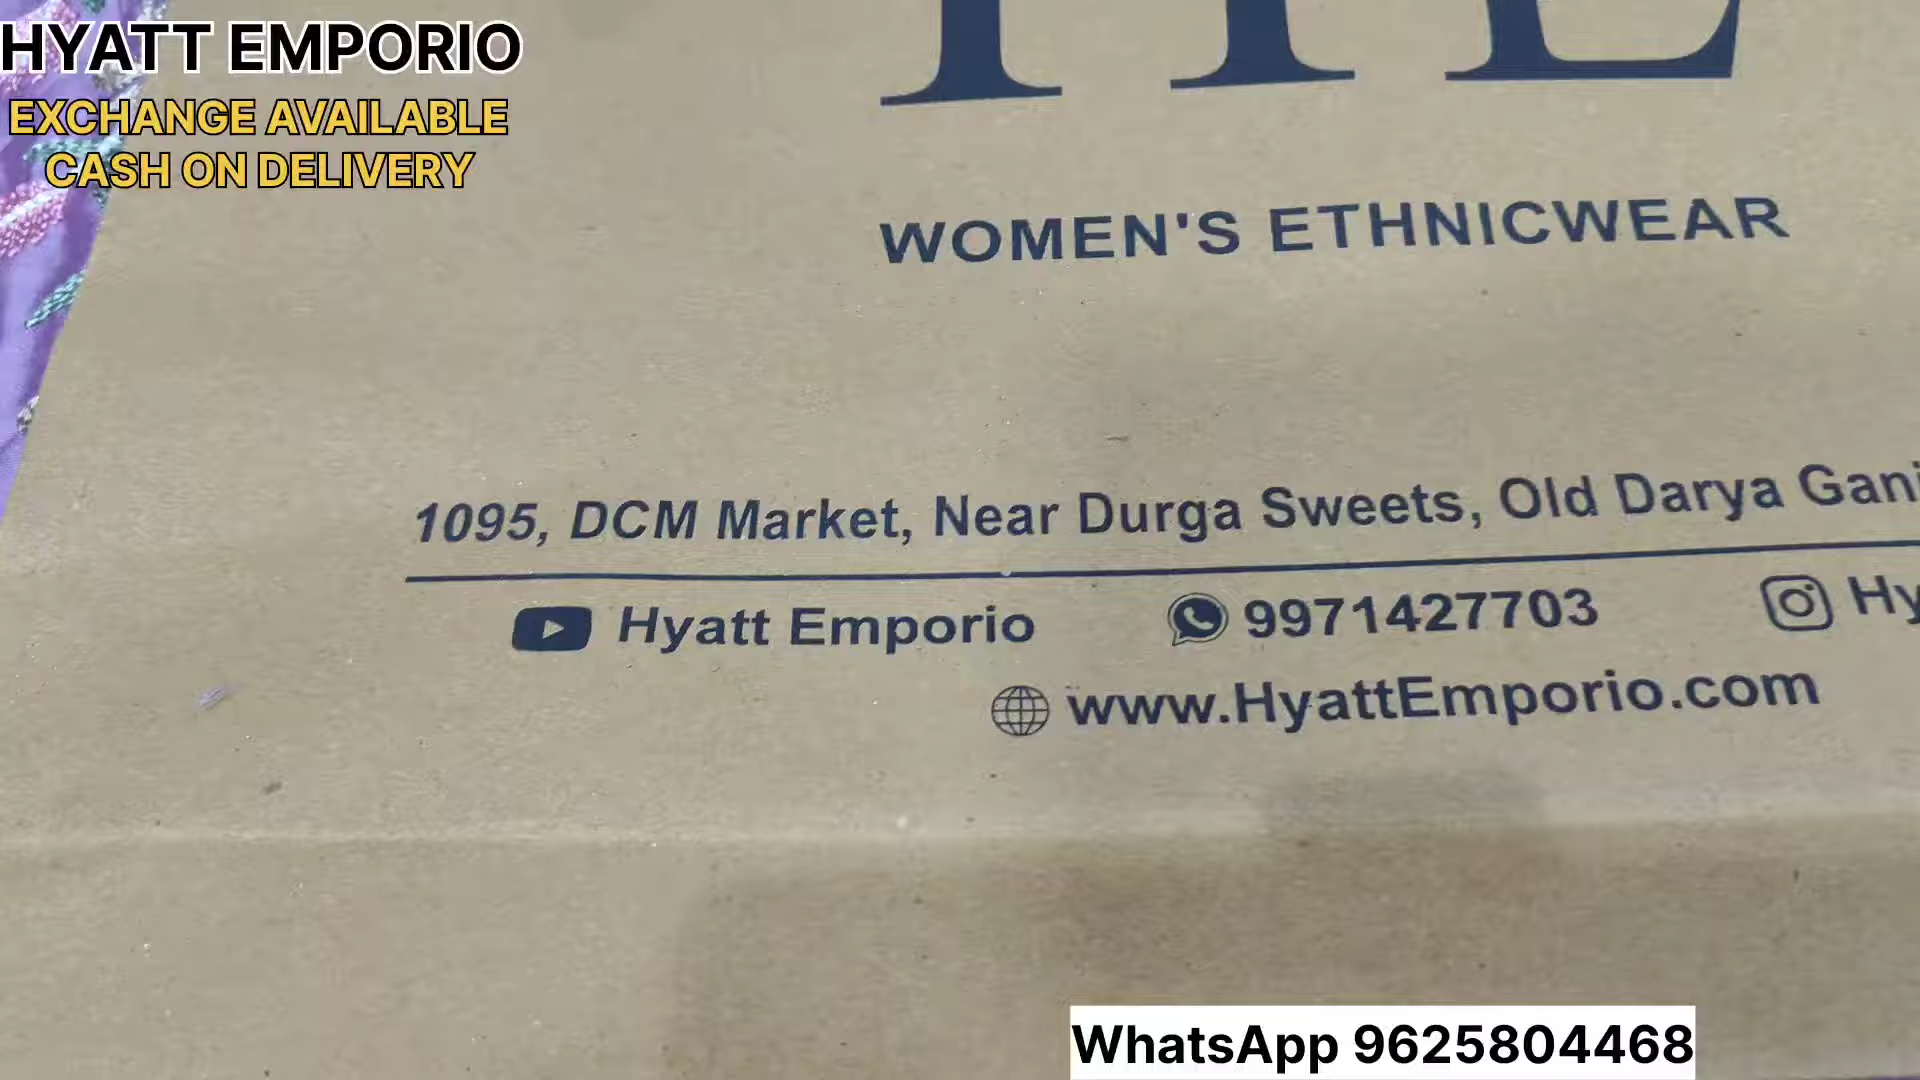 HYATT EMPORIO
EXCHANGE AVAILABLE
CASH ON DELIVERY
WOMEN'S ETHNICWEAR
1095, DCM Market, Near Durga Sweets, Old Darya
Hyatt Emporio
9971427703
www.HyattEmporio.com
WhatsApp 9625804468